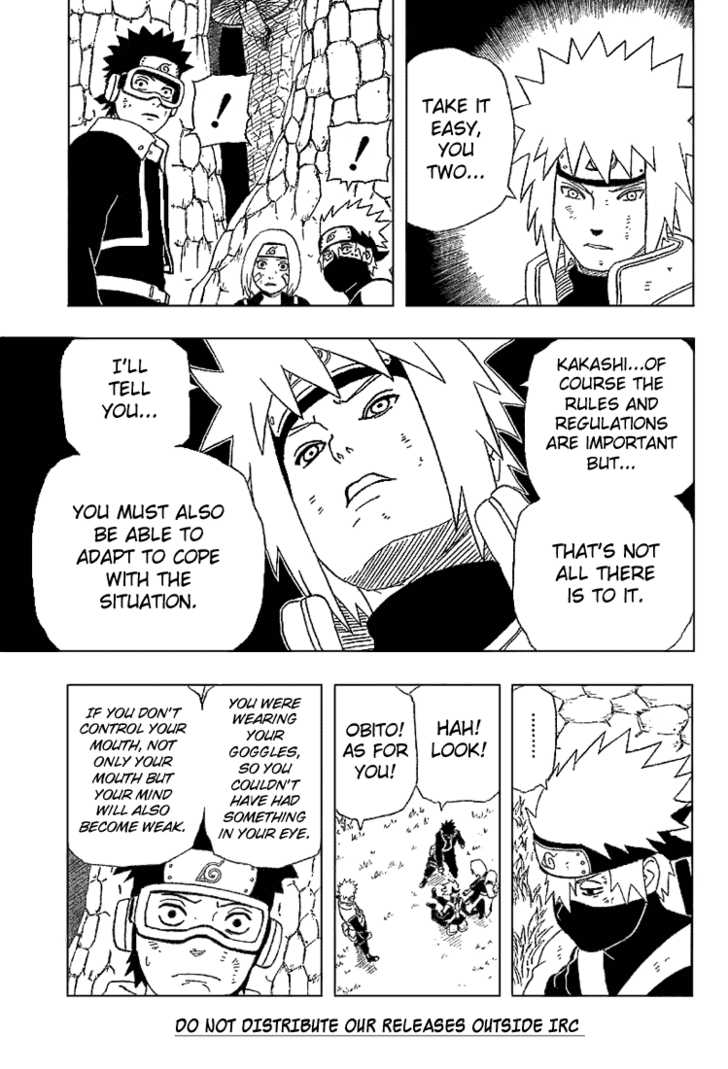 TAKE IT
EASY,
YOU
TWO...
!
!
KAKASHI...OF
COURSE THE
RULES AND
REGULATIONS
ARE IMPORTANT
BUT...
THAT'S NOT
ALL THERE
IS TO IT.
I'LL
TELL
YOU...
YOU MUST ALSO
BE ABLE TO
ADAPT TO COPE
WITH THE
SITUATION.
.........
HAH!
LOOK!
OBITO!
AS FOR
YOU!
YOU WERE
WEARING
YOUR
GOGGLES,
SO YOU
COULDN'T
HAVE HAD
SOMETHING
IN YOUR EYE.
IF YOU DON'T
CONTROL YOUR
MOUTH, NOT
ONLY YOUR
MOUTH BUT
YOUR MIND
WILL ALSO
BECOME WEAK.
DO NOT DISTRIBUTE OUR RELEASES OUTSIDE IRC